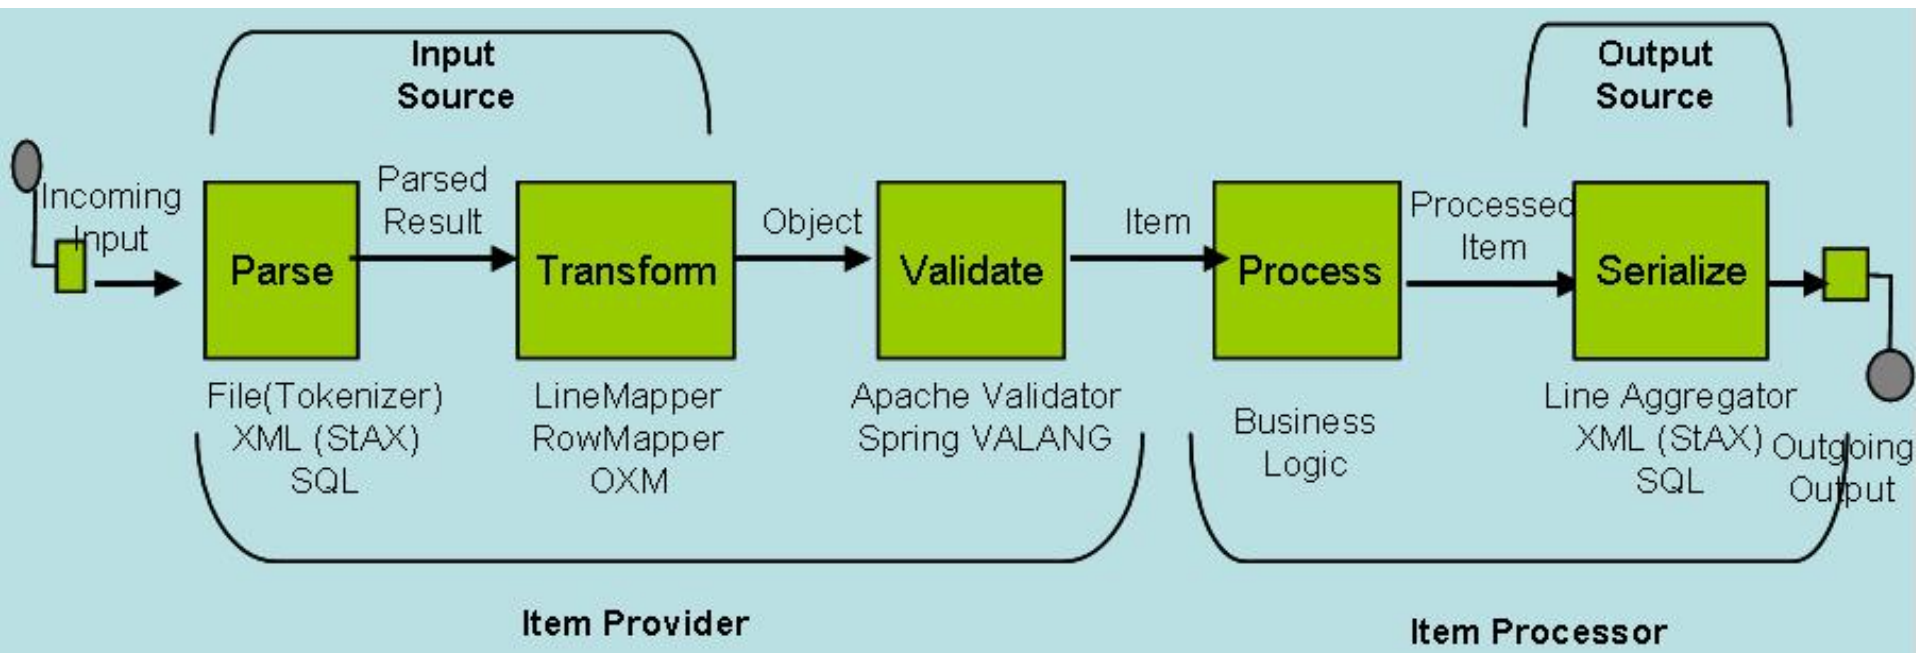 Input
Source
Output
Source
Incoming
Input
Parsed
Result
Object
Item
Processed
Item
Parse
Transform
Validate
Process
Serialize
File(Tokenizer)
XML (StAX)
SQL
LineMapper
RowMapper
OXM
Apache Validator
Spring VALANG
Business
Logic
Line Aggregator
XML (StAX)
SQL
Outgoing
Output
Item Provider
Item Processor